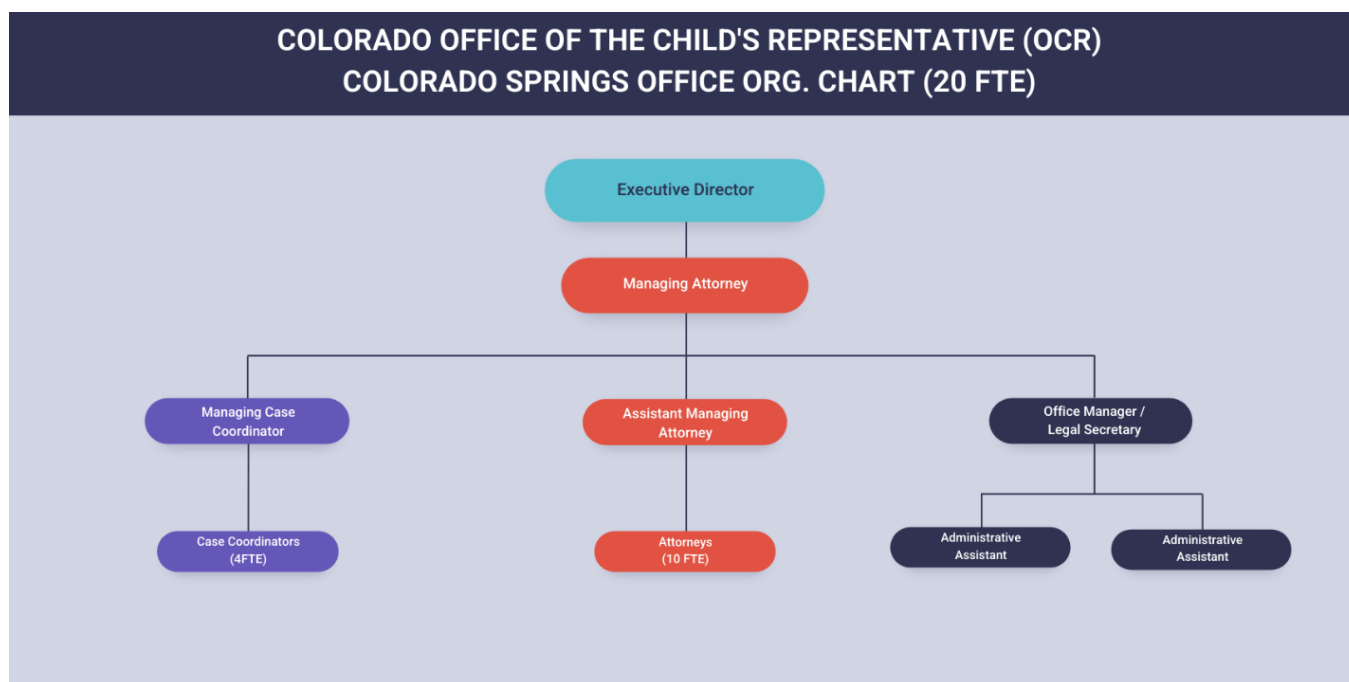 COLORADO OFFICE OF THE CHILD'S REPRESENTATIVE (OCR)
COLORADO SPRINGS OFFICE ORG. CHART (20 FTE)
Executive Director
Managing Attorney
Managing Case
Coordinator
Assistant Managing
Attorney
Office Manager /
Legal Secretary
Case Coordinators
(4FTE)
Attorneys
(10 FTE)
Administrative
Assistant
Administrative
Assistant